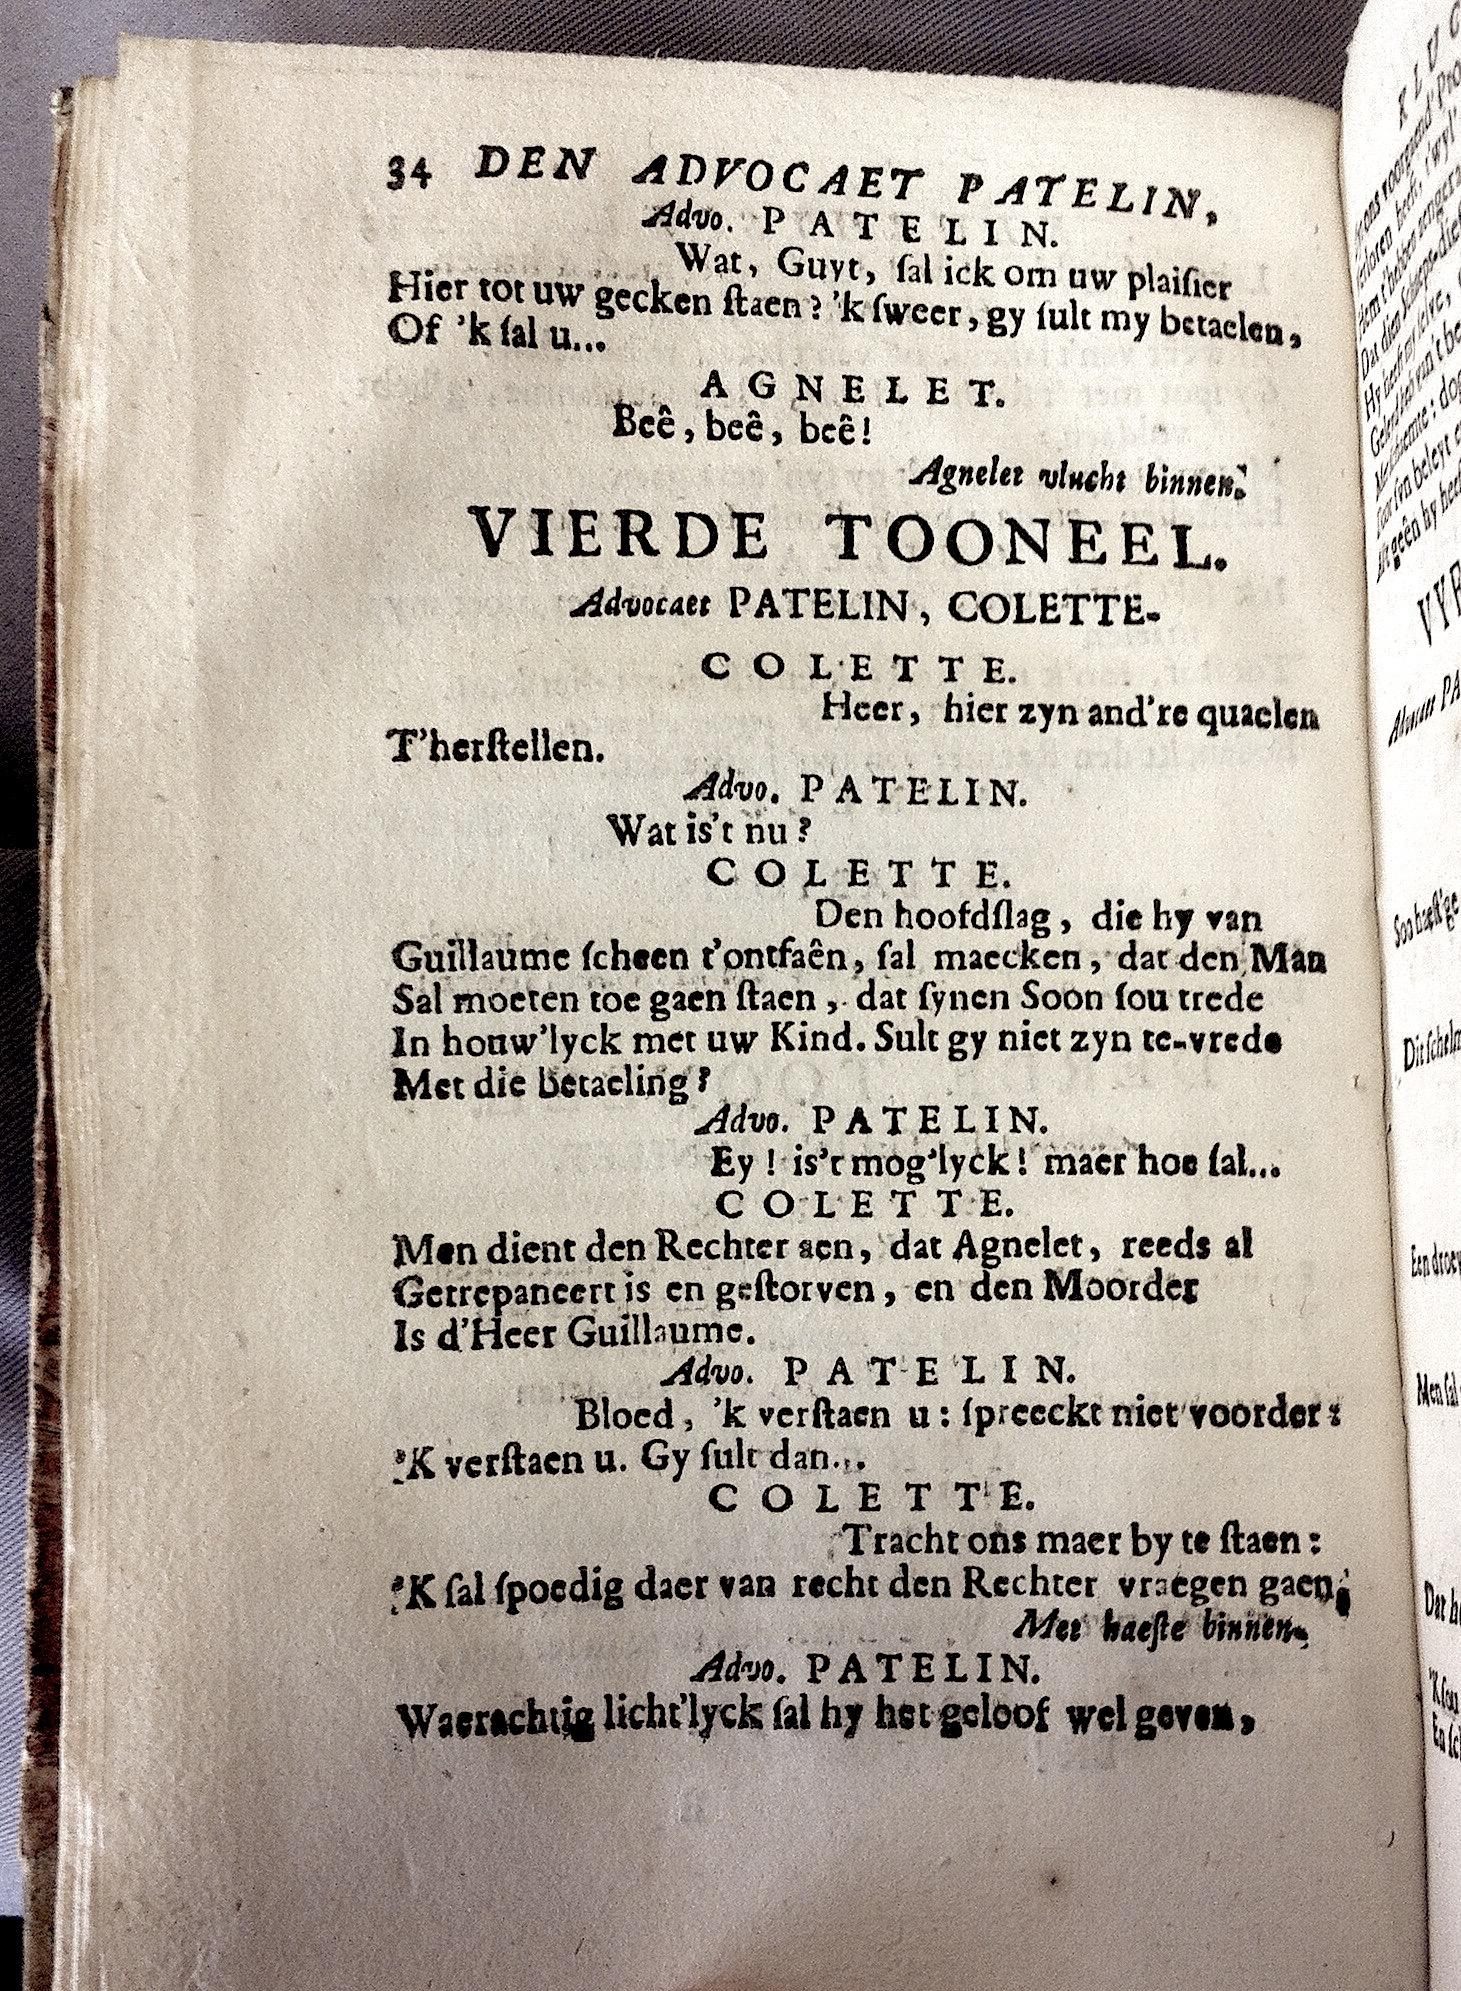 34 DEN ADVOCAET PATELIN,
Advo. PATELIN.
Wat, Guyt, ſal ick om uw plaiſier
Hier tot uw gecken ſtaen? 'k ſweer, gy ſult my betaelen,
Of 'k ſal u...
AGNELET.
Beê, beê, beê!
Agnelet vlucht binnen.
VIERDE TOONEEL.
Advocaet PATELIN, COLETTE.
COLETTE.
Heer, hier zyn and're quaelen
T'herſtellen.
Advo. PATELIN.
Wat is't nu?
COLETTE.
Den hoofdſlag, die hy van
Guillaume ſcheen t'ontfaên, ſal maecken, dat den Man
Sal moeten toe gaen ſtaen, dat ſynen Soon ſou trede
In houw'lyck met uw Kind. Sult gy niet zyn te-vrede
Met die betaeling?
Advo. PATELIN.
Ey! is't mog'lyck! maer hoe ſal...
COLETTE.
Men dient den Rechter aen, dat Agnelet, reeds al
Getrepaneert is en geſtorven, en den Moorder
Is d'Heer Guillaume.
Advo. PATELIN.
Bloed, 'k verſtaen u: ſpreeckt niet voorder:
'K verſtaen u. Gy ſult dan...
COLETTE.
Tracht ons maer by te ſtaen:
'K ſal ſpoedig daer van recht den Rechter vraegen gaen.
Met haeſte binnen.
Advo. PATELIN.
Waerachtig licht'lyck ſal hy het geloof wel geven,